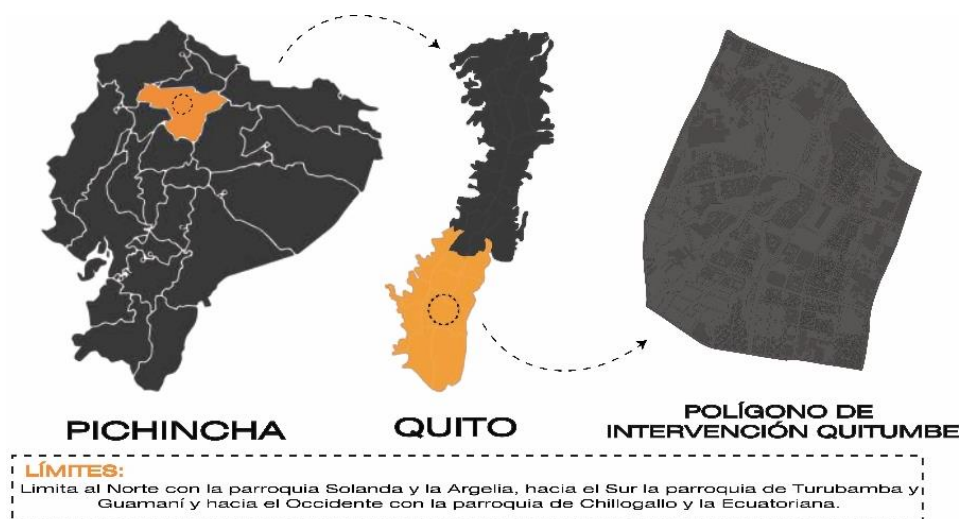 PICHINCHA
QUITO
POLÍGONO DE
INTERVENCIÓN QUITUMBE
LÍMITES:
Limita al Norte con la parroquia Solanda y la Argelia, hacia el Sur la parroquia de Turubamba y
Guamaní y hacia el Occidente con la parroquia de Chillogallo y la Ecuatoriana.